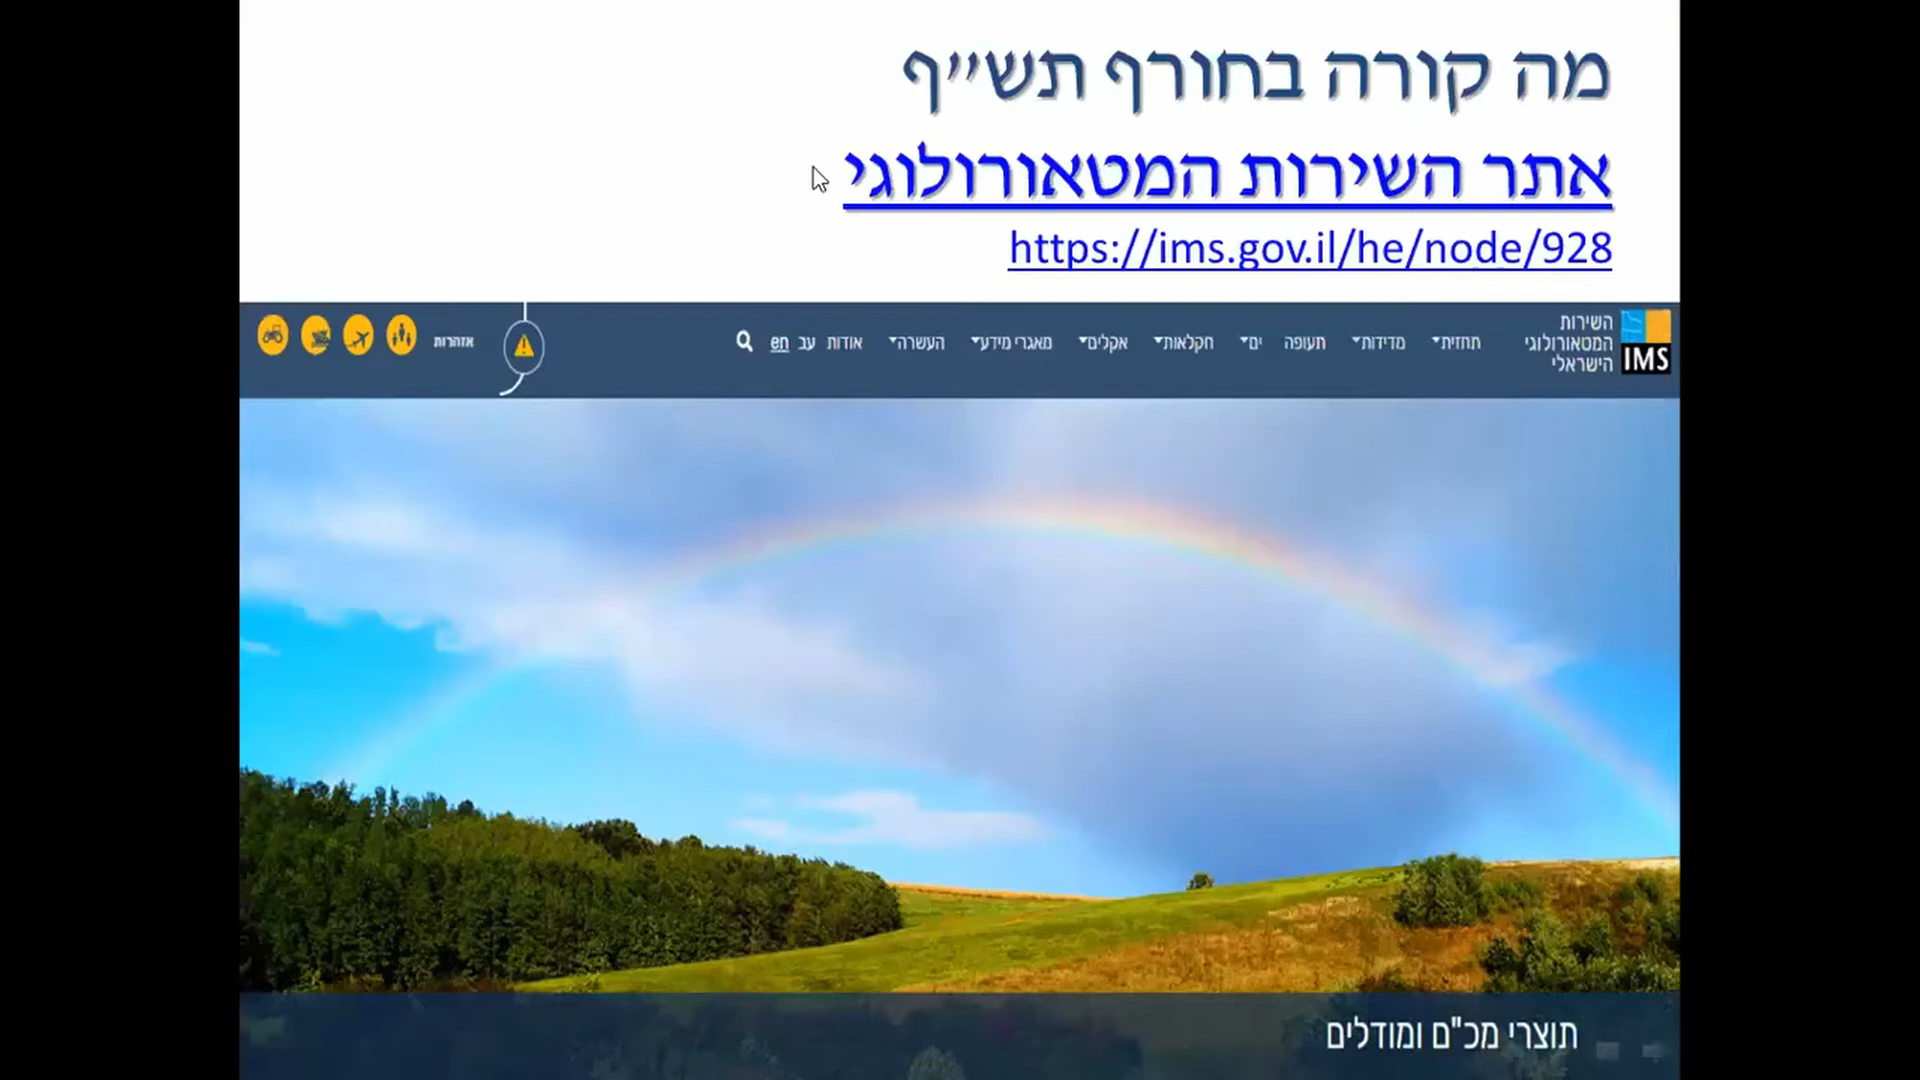 מה קורה בחורף תש״ף
אתר השירות המטאורולוגי
https://ims.gov.il/he/node/928
השירות
המטאורולוגי
הישראלי
IMS
תחזית מדידות תעופה ים חקלאות אקלים מאגרי מידע העשרה אודות עב en
אזהרות
תוצרי מכ"ם ומודלים